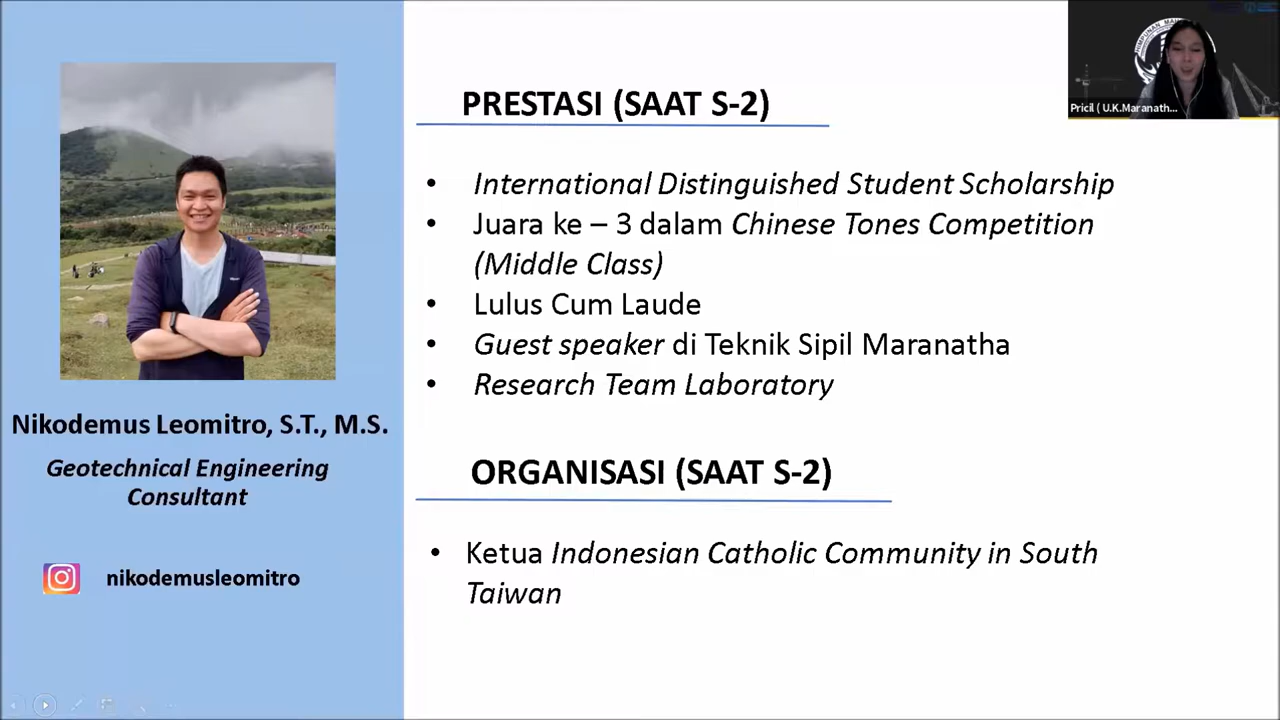 PRESTASI (SAAT S-2)
• International Distinguished Student Scholarship
• Juara ke – 3 dalam Chinese Tones Competition
(Middle Class)
• Lulus Cum Laude
• Guest speaker di Teknik Sipil Maranatha
• Research Team Laboratory
ORGANISASI (SAAT S-2)
• Ketua Indonesian Catholic Community in South
Taiwan
Nikodemus Leomitro, S.T., M.S.
Geotechnical Engineering
Consultant
nikodemusleomitro
Pricil ( U.K.Maranath...